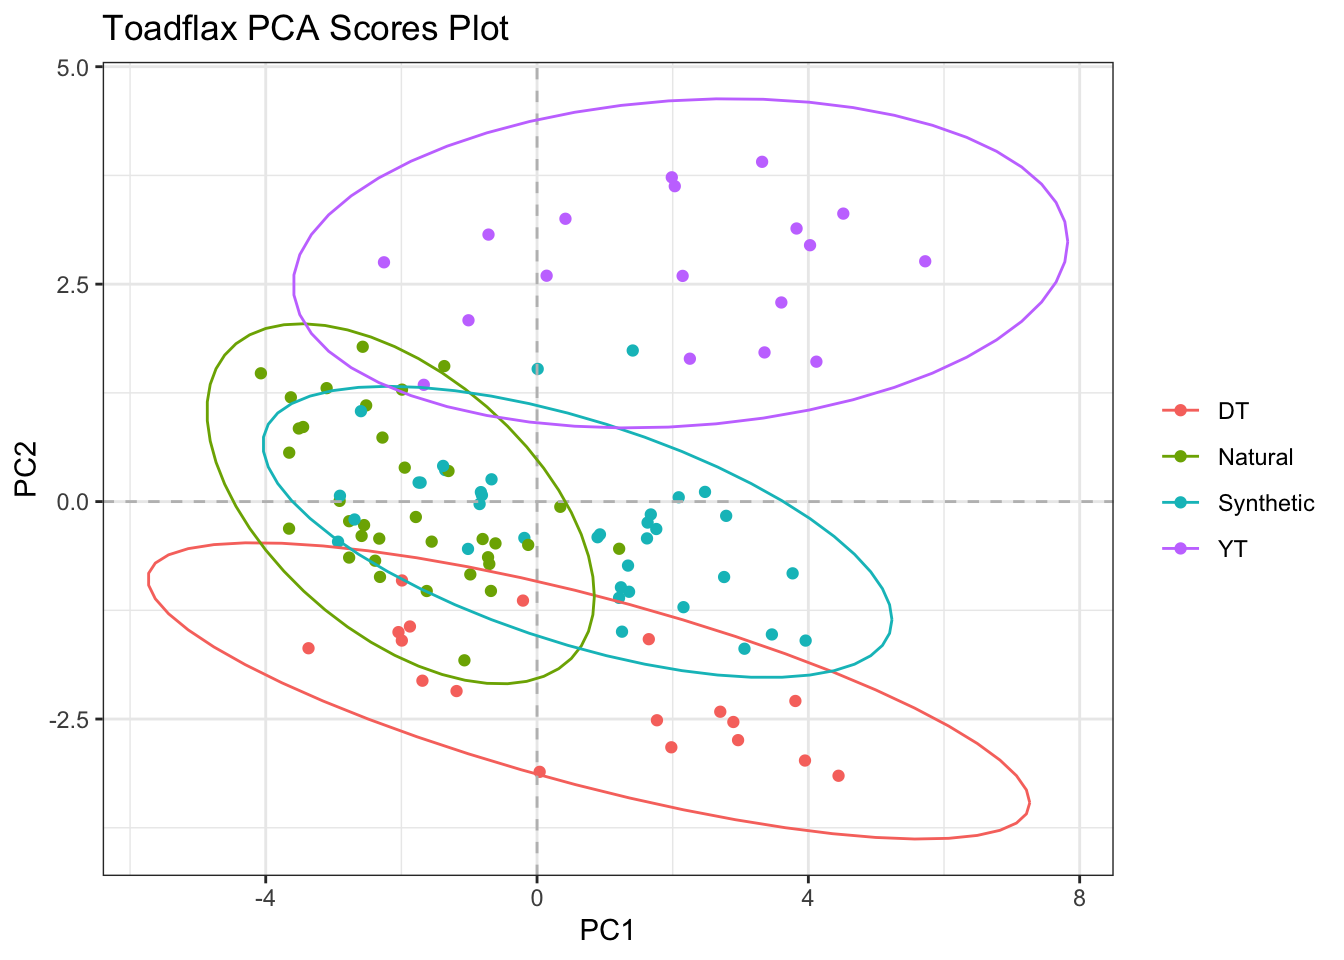 Toadflax PCA Scores Plot
5.0
2.5
0.0
-2.5
-4
0
4
8
PC1
PC2
DT
Natural
Synthetic
YT